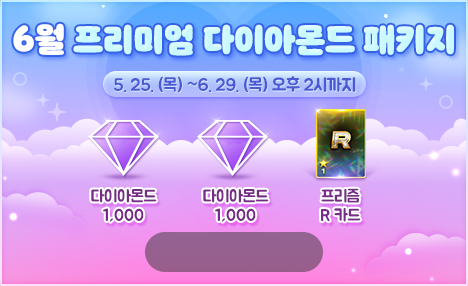 6월 프리미엄 다이아몬드 패키지
5. 25. (목) ~6. 29. (목) 오후 2시까지
R
1
다이아몬드 다이아몬드 프리즘
1,000 1,000 R 카드